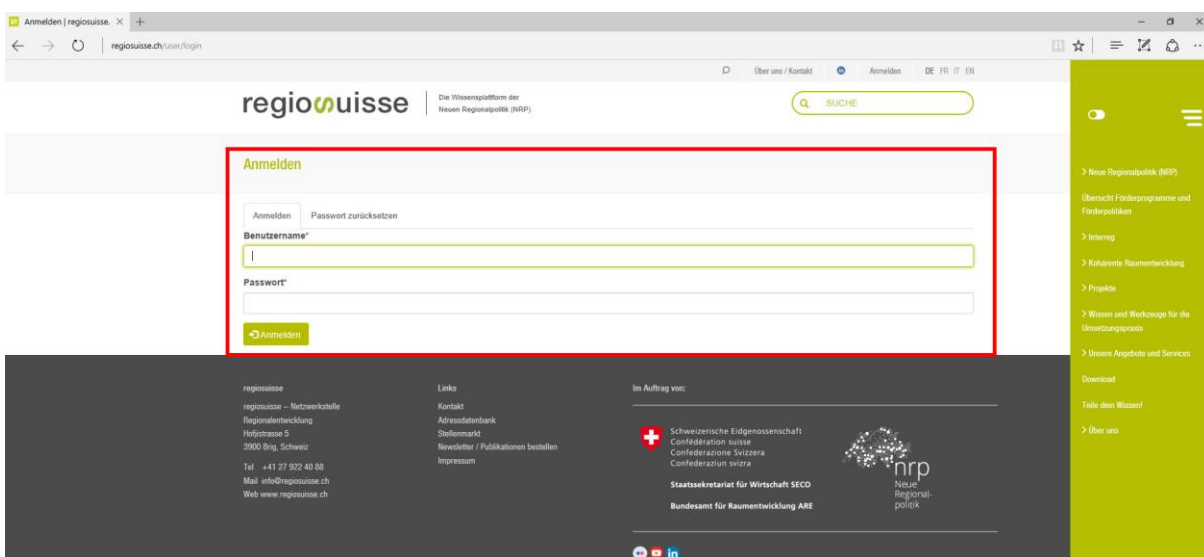 Anmelden | regiosuisse.
regiosuisse.ch/user/login
Über uns / Kontakt
Anmelden
DE FR IT EN
regiosuisse
Die Wissensplattform der
Neuen Regionalpolitik (NRP)
SUCHE
Anmelden
Anmelden
Passwort zurücksetzen
Benutzername*
Passwort*
Anmelden
> Neue Regionalpolitik (NRP)
Übersicht Förderprogramme und
Förderpolitiken
> Interreg
> Kohärente Raumentwicklung
> Projekte
> Wissen und Werkzeuge für die
Umsetzungspraxis
> Unsere Angebote und Services
Download
Teile dein Wissen!
> Über uns
regiosuisse
regiosuisse – Netzwerkstelle
Regionalentwicklung
Hofjistrasse 5
3900 Brig, Schweiz
Tel +41 27 922 40 88
Mail info@regiosuisse.ch
Web www.regiosuisse.ch
Links
Kontakt
Adressdatenbank
Stellenmarkt
Newsletter / Publikationen bestellen
Impressum
Im Auftrag von:
Schweizerische Eidgenossenschaft
Confédération suisse
Confederazione Svizzera
Confederaziun svizra
Staatssekretariat für Wirtschaft SECO
Bundesamt für Raumentwicklung ARE
nrp
Neue
Regional-
politik
in